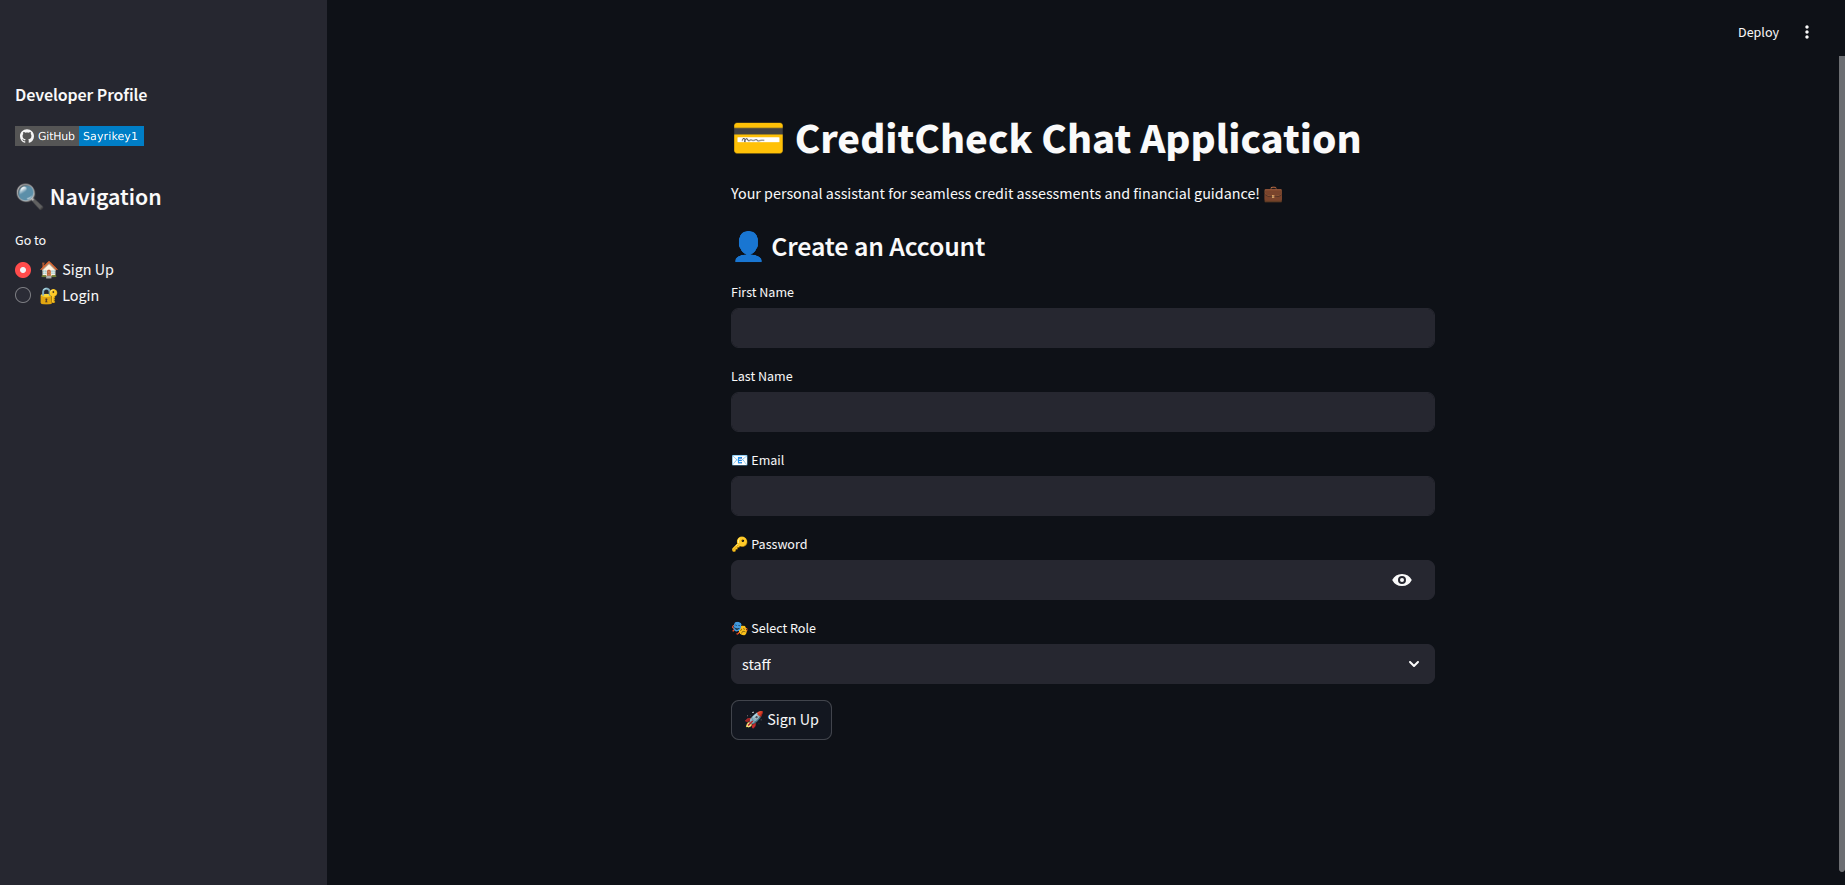 Deploy
Developer Profile
GitHub Sayrikey1
🔍 Navigation
Go to
🏠 Sign Up
🔐 Login
💳 CreditCheck Chat Application
Your personal assistant for seamless credit assessments and financial guidance! 💼
👤 Create an Account
First Name
Last Name
📧 Email
🔑 Password
🎭 Select Role
staff
🚀 Sign Up